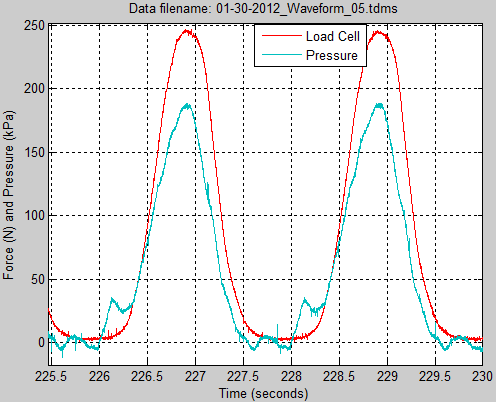 Data filename: 01-30-2012_Waveform_05.tdms
Load Cell
Pressure
Force (N) and Pressure (kPa)
250
200
150
100
50
0
225.5 226 226.5 227 227.5 228 228.5 229 229.5 230
Time (seconds)